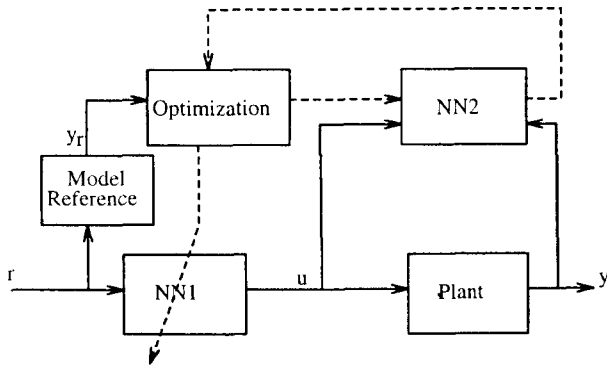 Optimization
NN2
yr
Model
Reference
r
NN1
u
Plant
y